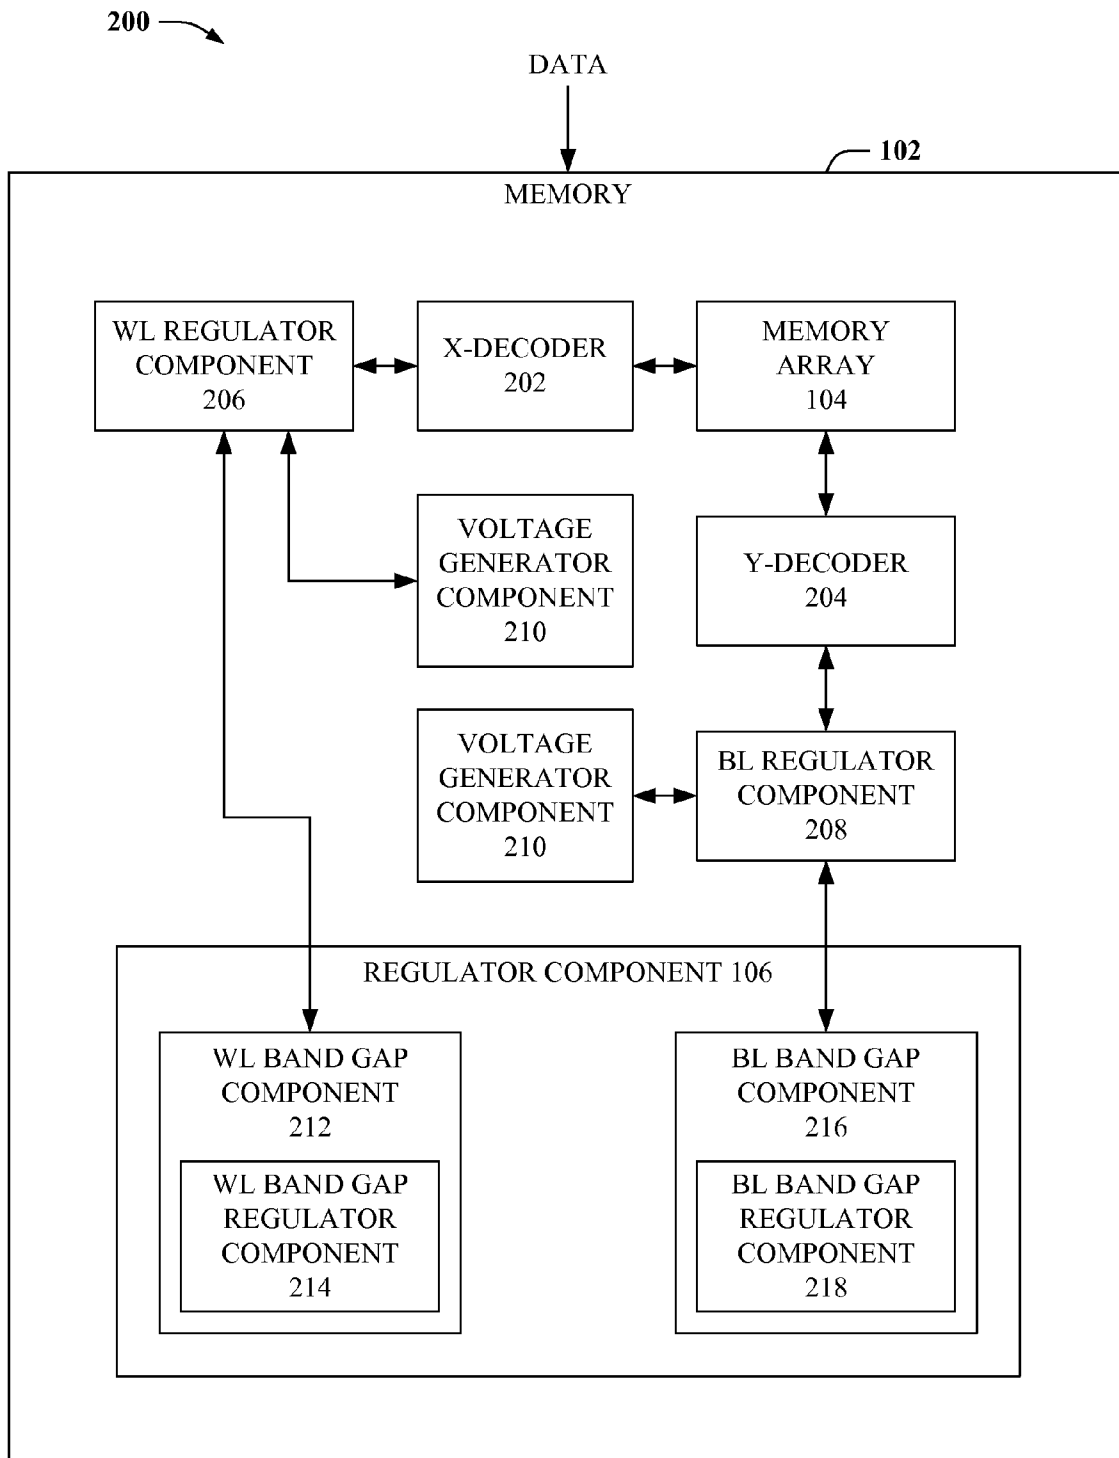 200
DATA
102
MEMORY
WL REGULATOR
COMPONENT
206
X-DECODER
202
MEMORY
ARRAY
104
VOLTAGE
GENERATOR
COMPONENT
210
Y-DECODER
204
VOLTAGE
GENERATOR
COMPONENT
210
BL REGULATOR
COMPONENT
208
REGULATOR COMPONENT 106
WL BAND GAP
COMPONENT
212
WL BAND GAP
REGULATOR
COMPONENT
214
BL BAND GAP
COMPONENT
216
BL BAND GAP
REGULATOR
COMPONENT
218